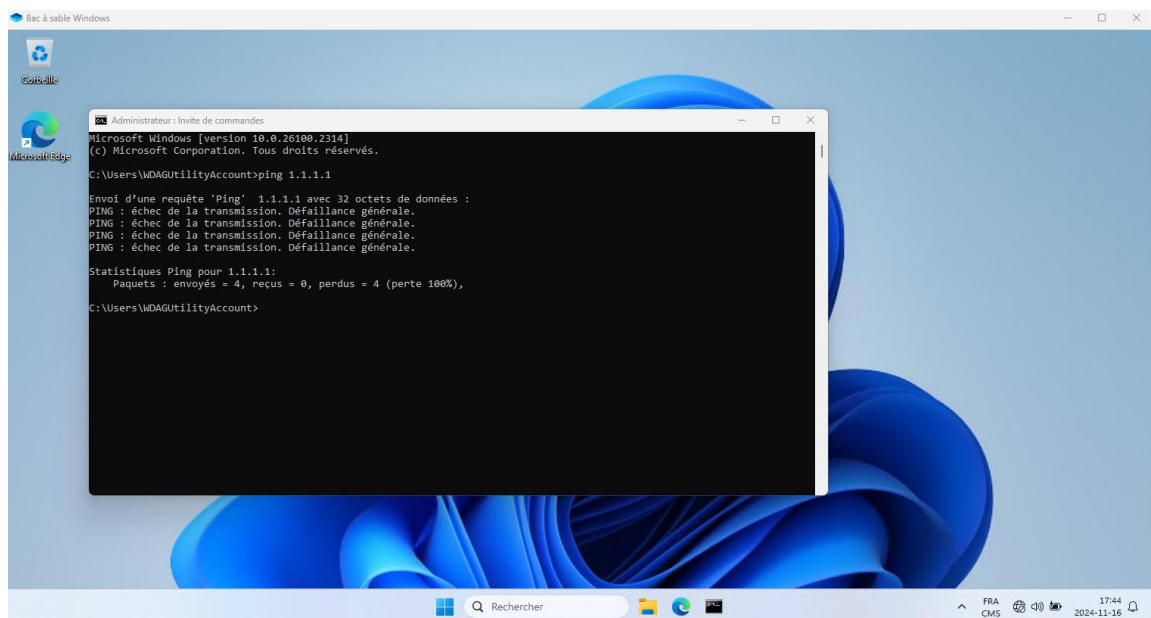 Bac à sable Windows
Corbeille
Microsoft Edge
Administrateur : Invite de commandes
Microsoft Windows [version 10.0.26100.2314]
(c) Microsoft Corporation. Tous droits réservés.
C:\Users\WDAGUtilityAccount>ping 1.1.1.1
Envoi d’une requête 'Ping'  1.1.1.1 avec 32 octets de données :
PING : échec de la transmission. Défaillance générale.
PING : échec de la transmission. Défaillance générale.
PING : échec de la transmission. Défaillance générale.
PING : échec de la transmission. Défaillance générale.
Statistiques Ping pour 1.1.1.1:
    Paquets : envoyés = 4, reçus = 0, perdus = 4 (perte 100%),
C:\Users\WDAGUtilityAccount>
Rechercher
FRA
CMS
17:44
2024-11-16